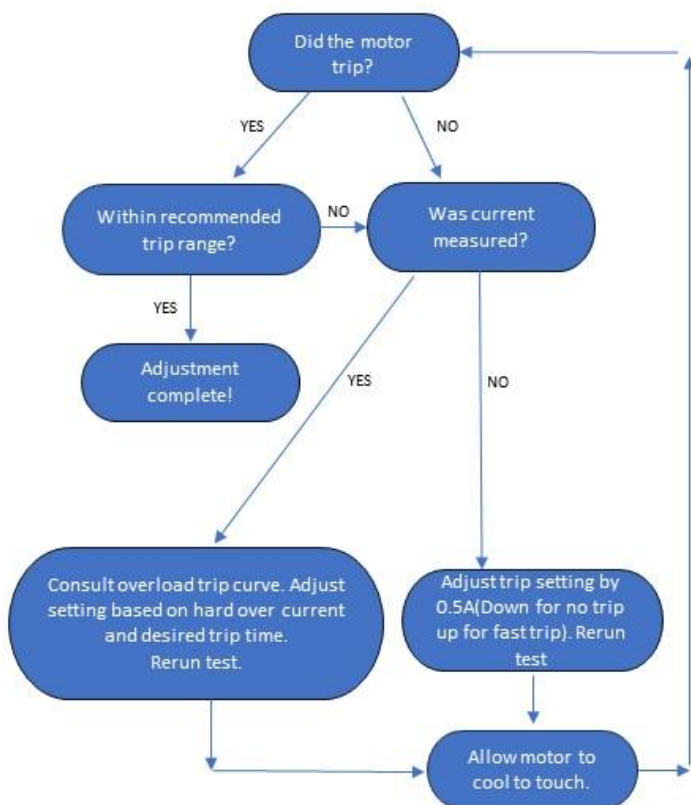 Did the motor
trip?
YES
NO
Within recommended
trip range?
NO
Was current
measured?
YES
Adjustment
complete!
YES
NO
Consult overload trip curve. Adjust
setting based on hard over current
and desired trip time.
Rerun test.
Adjust trip setting by
0.5A(Down for no trip
up for fast trip). Rerun
test
Allow motor to
cool to touch.